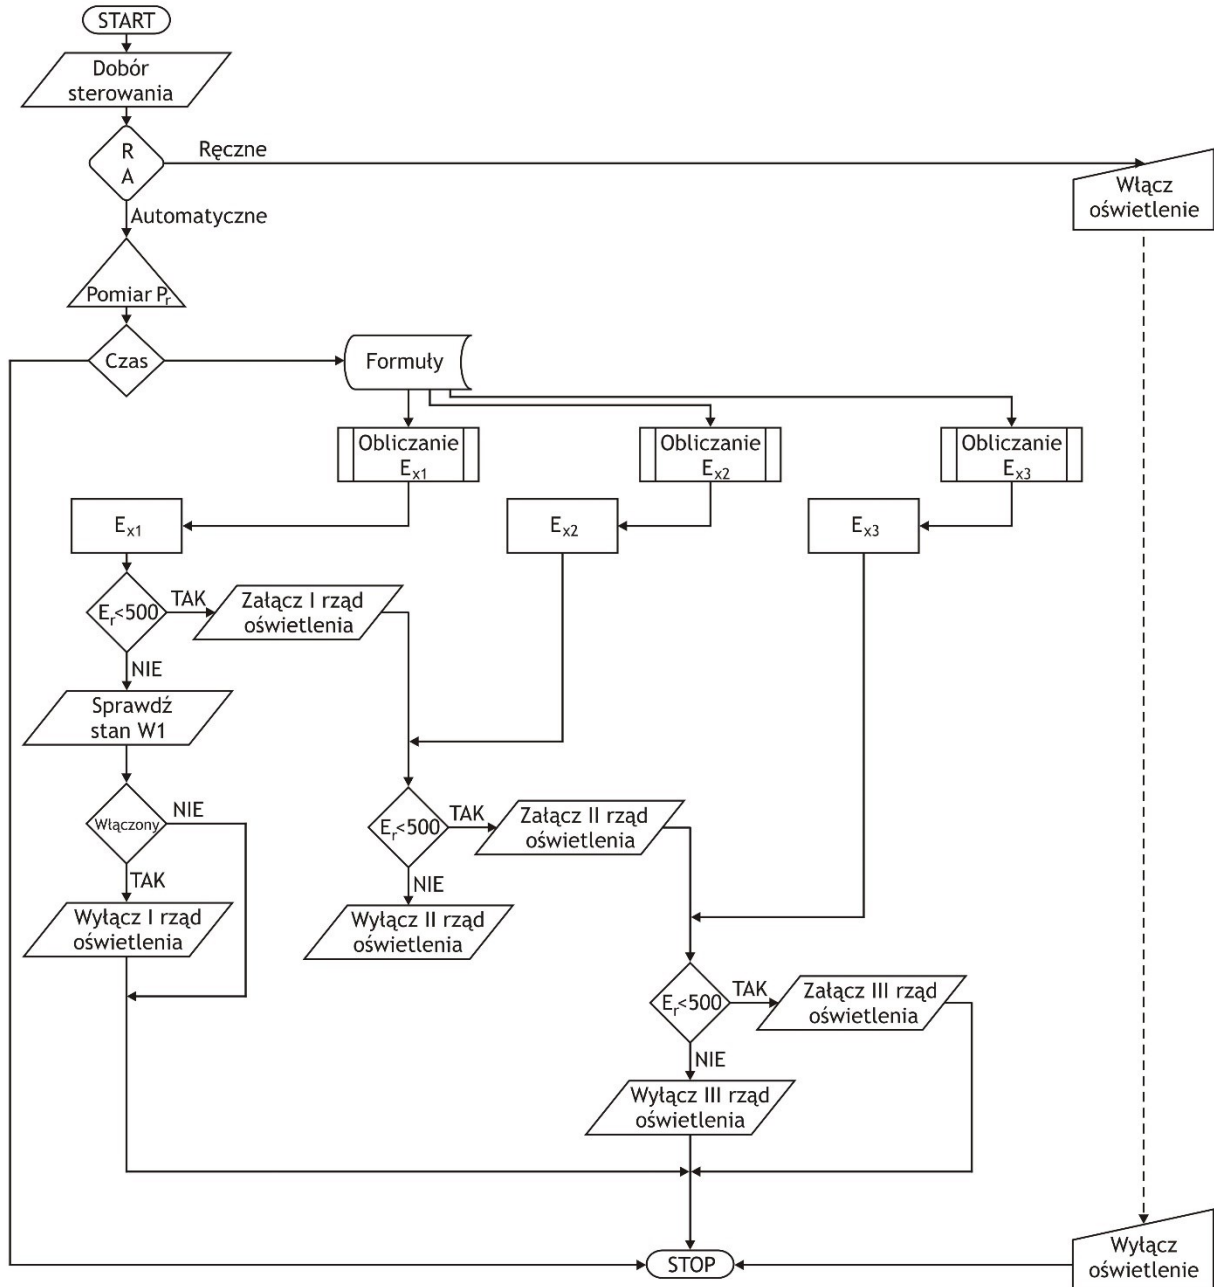 START
Dobór
sterowania
R
A
Ręczne
Włącz
oświetlenie
Automatyczne
Pomiar Pr
Czas
Formuły
Obliczanie
Ex1
Obliczanie
Ex2
Obliczanie
Ex3
Ex1
Ex2
Ex3
Er<500
TAK
Załącz I rząd
oświetlenia
NIE
Sprawdź
stan W1
Włączony
NIE
TAK
Wyłącz I rząd
oświetlenia
Er<500
TAK
Załącz II rząd
oświetlenia
NIE
Wyłącz II rząd
oświetlenia
Er<500
TAK
Załącz III rząd
oświetlenia
NIE
Wyłącz III rząd
oświetlenia
STOP
Wyłącz
oświetlenie